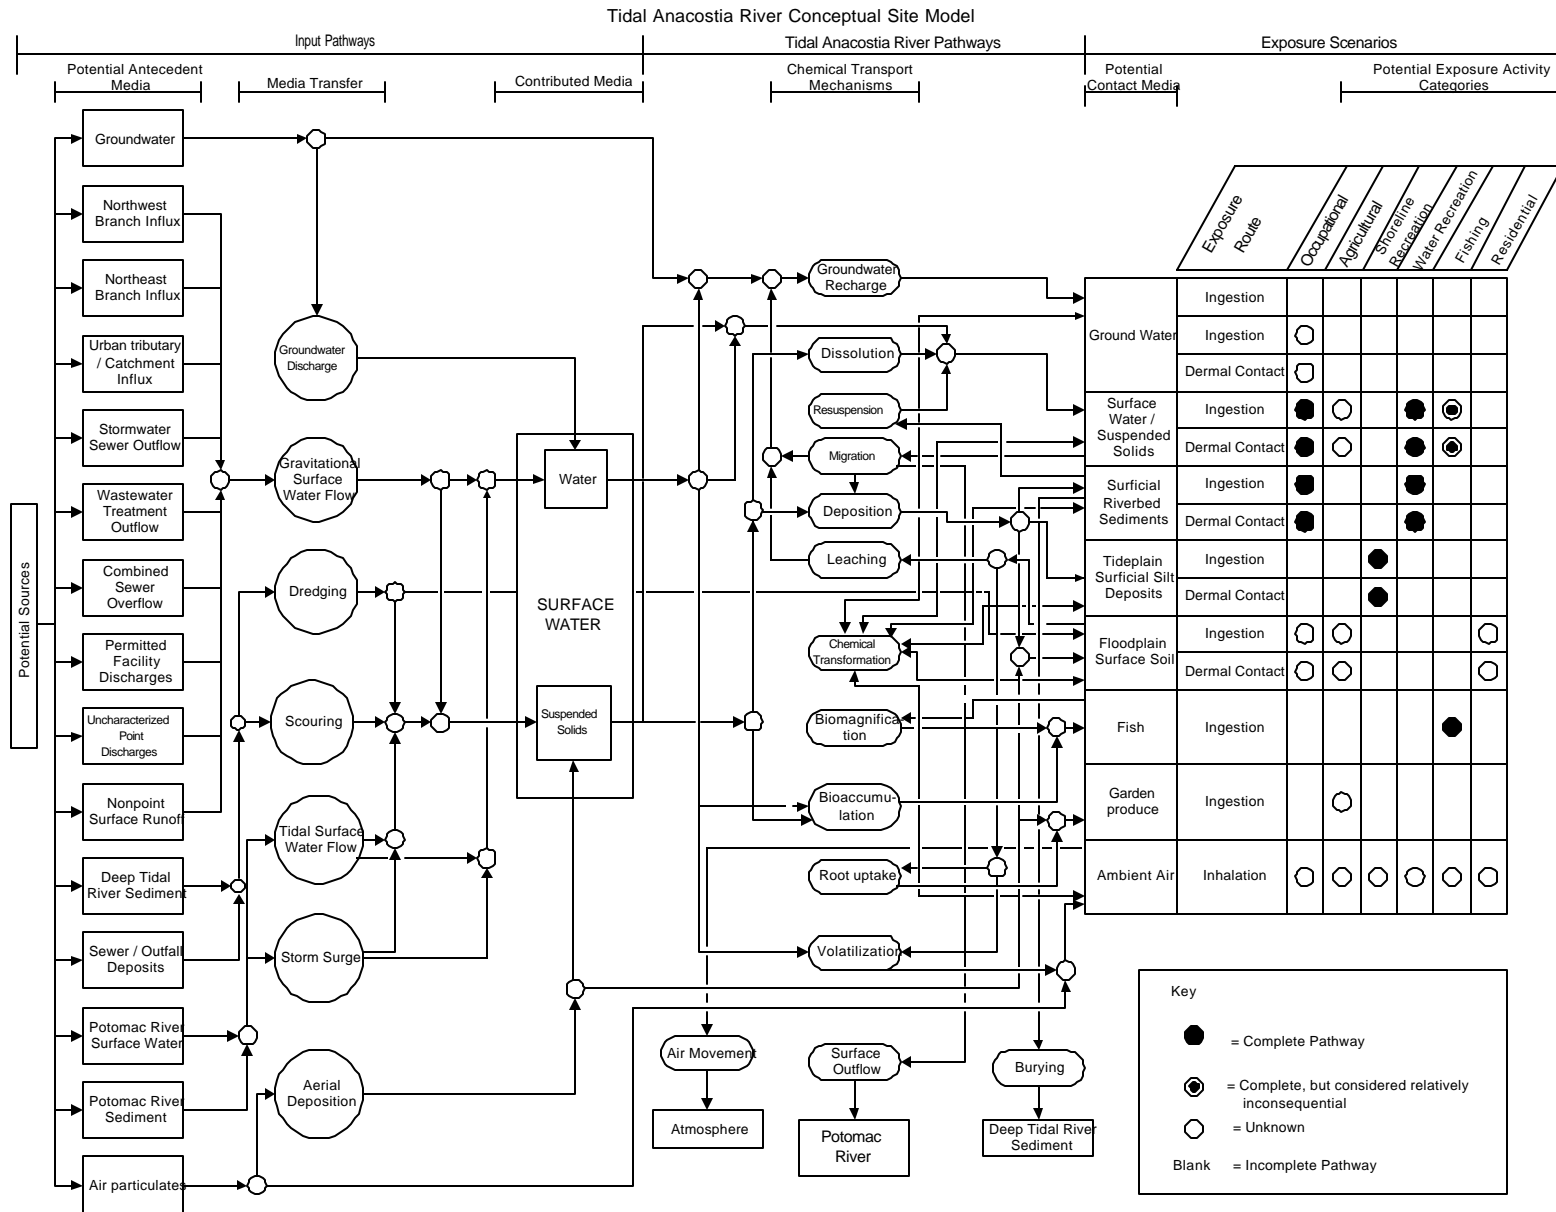 Tidal Anacostia River Conceptual Site Model
Input Pathways
Tidal Anacostia River Pathways
Exposure Scenarios
Potential Antecedent
Media
Media Transfer
Contributed Media
Chemical Transport
Mechanisms
Potential
Contact Media
Potential Exposure Activity
Categories
Potential Sources
Groundwater
Northwest
Branch Influx
Northeast
Branch Influx
Urban tributary
/ Catchment
Influx
Stormwater
Sewer Outflow
Wastewater
Treatment
Outflow
Combined
Sewer
Overflow
Permitted
Facility
Discharges
Uncharacterized
Point
Discharges
Nonpoint
Surface Runoff
Deep Tidal
River Sediment
Sewer / Outfall
Deposits
Potomac River
Surface Water
Potomac River
Sediment
Air particulates
Groundwater
Discharge
Gravitational
Surface
Water Flow
Dredging
Scouring
Tidal Surface
Water Flow
Storm Surge
Aerial
Deposition
Water
SURFACE
WATER
Suspended
Solids
Groundwater
Recharge
Dissolution
Resuspension
Migration
Deposition
Leaching
Chemical
Transformation
Biomagnifica-
tion
Bioaccumu-
lation
Root uptake
Volatilization
Air Movement
Surface
Outflow
Burying
Atmosphere
Potomac
River
Deep Tidal River
Sediment
Exposure
Route
Occupational
Agricultural
Shoreline
Recreation
Water Recreation
Fishing
Residential
Ground Water
Ingestion
Ingestion
Dermal Contact
Surface
Water /
Suspended
Solids
Ingestion
Dermal Contact
Surficial
Riverbed
Sediments
Ingestion
Dermal Contact
Tideplain
Surficial Silt
Deposits
Ingestion
Dermal Contact
Floodplain
Surface Soil
Ingestion
Dermal Contact
Fish
Ingestion
Garden
produce
Ingestion
Ambient Air
Inhalation
Key
= Complete Pathway
= Complete, but considered relatively
inconsequential
= Unknown
Blank = Incomplete Pathway